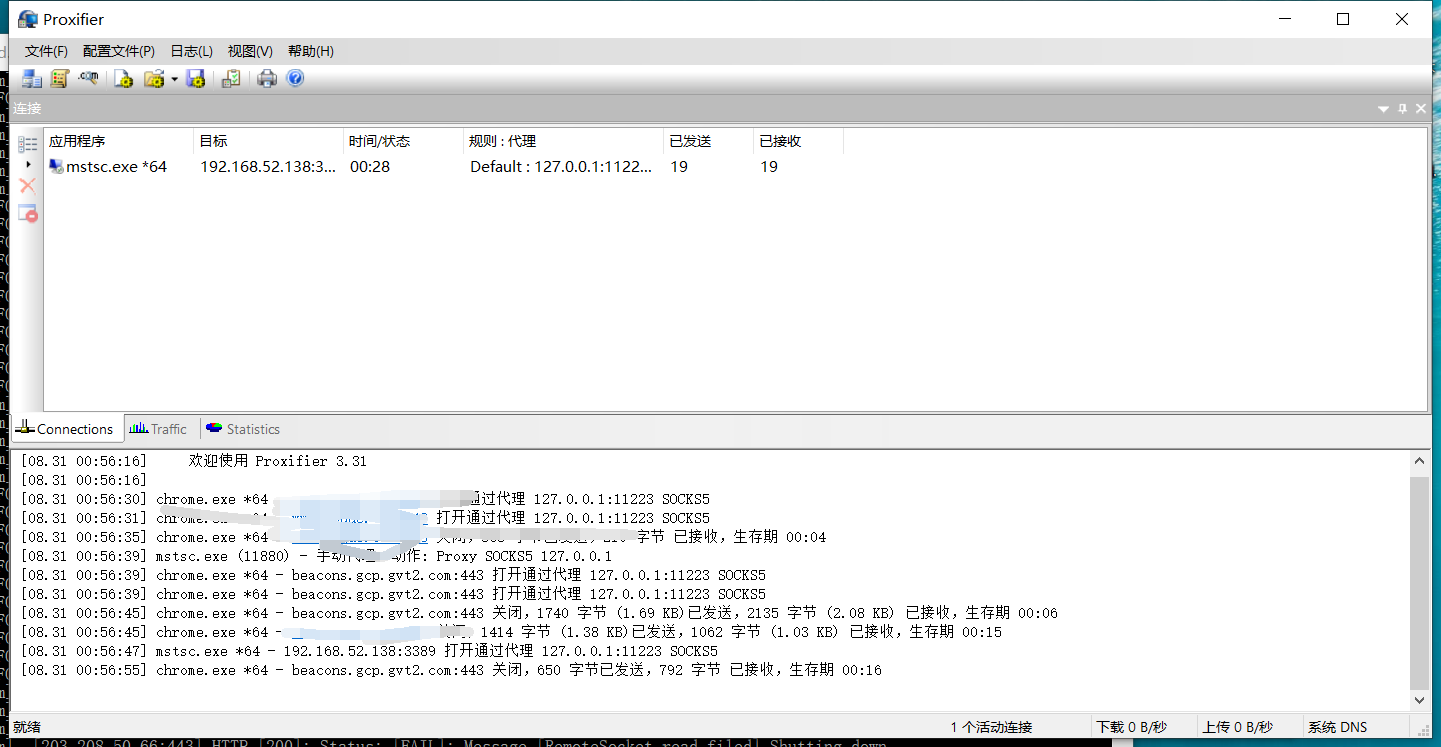 Proxifier
文件(F) 配置文件(P) 日志(L) 视图(V) 帮助(H)
.com
连接
应用程序 目标 时间/状态 规则 : 代理 已发送 已接收
mstsc.exe *64 192.168.52.138:3... 00:28 Default : 127.0.0.1:1122... 19 19
Connections Traffic Statistics
[08.31 00:56:16] 欢迎使用 Proxifier 3.31
[08.31 00:56:16]
[08.31 00:56:30] chrome.exe *64 通过代理 127.0.0.1:11223 SOCKS5
[08.31 00:56:31] chrome.exe *64 - 打开通过代理 127.0.0.1:11223 SOCKS5
[08.31 00:56:35] chrome.exe *64 - 关闭, 字节 已接收，生存期 00:04
[08.31 00:56:39] mstsc.exe (11880) - 手动代理 动作: Proxy SOCKS5 127.0.0.1
[08.31 00:56:39] chrome.exe *64 - beacons.gcp.gvt2.com:443 打开通过代理 127.0.0.1:11223 SOCKS5
[08.31 00:56:39] chrome.exe *64 - beacons.gcp.gvt2.com:443 打开通过代理 127.0.0.1:11223 SOCKS5
[08.31 00:56:45] chrome.exe *64 - beacons.gcp.gvt2.com:443 关闭，1740 字节 (1.69 KB)已发送，2135 字节 (2.08 KB) 已接收，生存期 00:06
[08.31 00:56:45] chrome.exe *64 - 1414 字节 (1.38 KB)已发送，1062 字节 (1.03 KB) 已接收，生存期 00:15
[08.31 00:56:47] mstsc.exe *64 - 192.168.52.138:3389 打开通过代理 127.0.0.1:11223 SOCKS5
[08.31 00:56:55] chrome.exe *64 - beacons.gcp.gvt2.com:443 关闭，650 字节已发送，792 字节 已接收，生存期 00:16
就绪 1 个活动连接 下载 0 B/秒 上传 0 B/秒 系统 DNS
[203.208.50.66:443] HTTP [200]: Status: [FAIL]: Message [RemoteSocket read filed] Shutting down